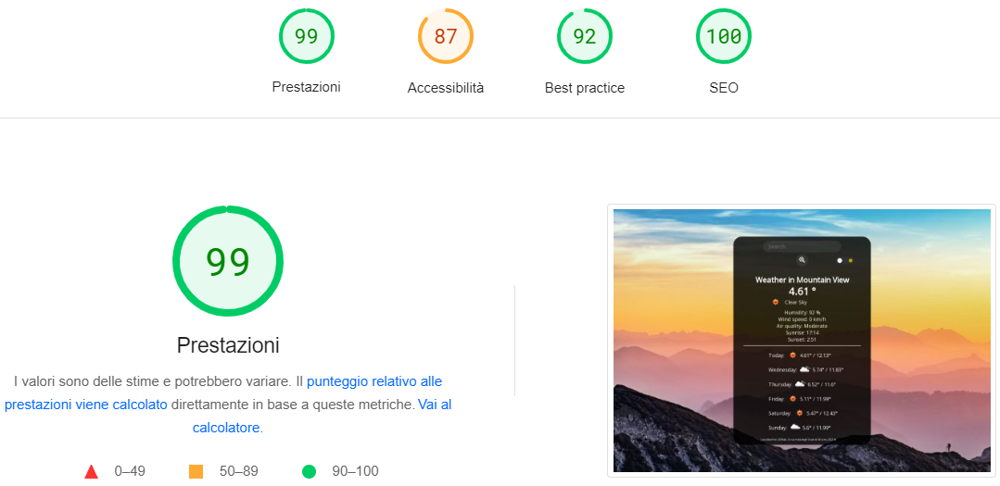 99
87
92
100
Prestazioni
Accessibilità
Best practice
SEO
99
Prestazioni
I valori sono delle stime e potrebbero variare. Il punteggio relativo alle
prestazioni viene calcolato direttamente in base a queste metriche. Vai al
calcolatore.
0–49
50–89
90–100
Search
Weather in Mountain View
4.61 °
Clear Sky
Humidity: 92 %
Wind speed: 0 km/h
Air quality: Moderate
Sunrise: 17:14
Sunset: 2:51
Today: 4.61° / 12.13°
Wednesday: 5.74° / 11.83°
Thursday: 6.52° / 11.6°
Friday: 5.11° / 11.99°
Saturday: 5.47° / 12.43°
Sunday: 5.6° / 11.99°